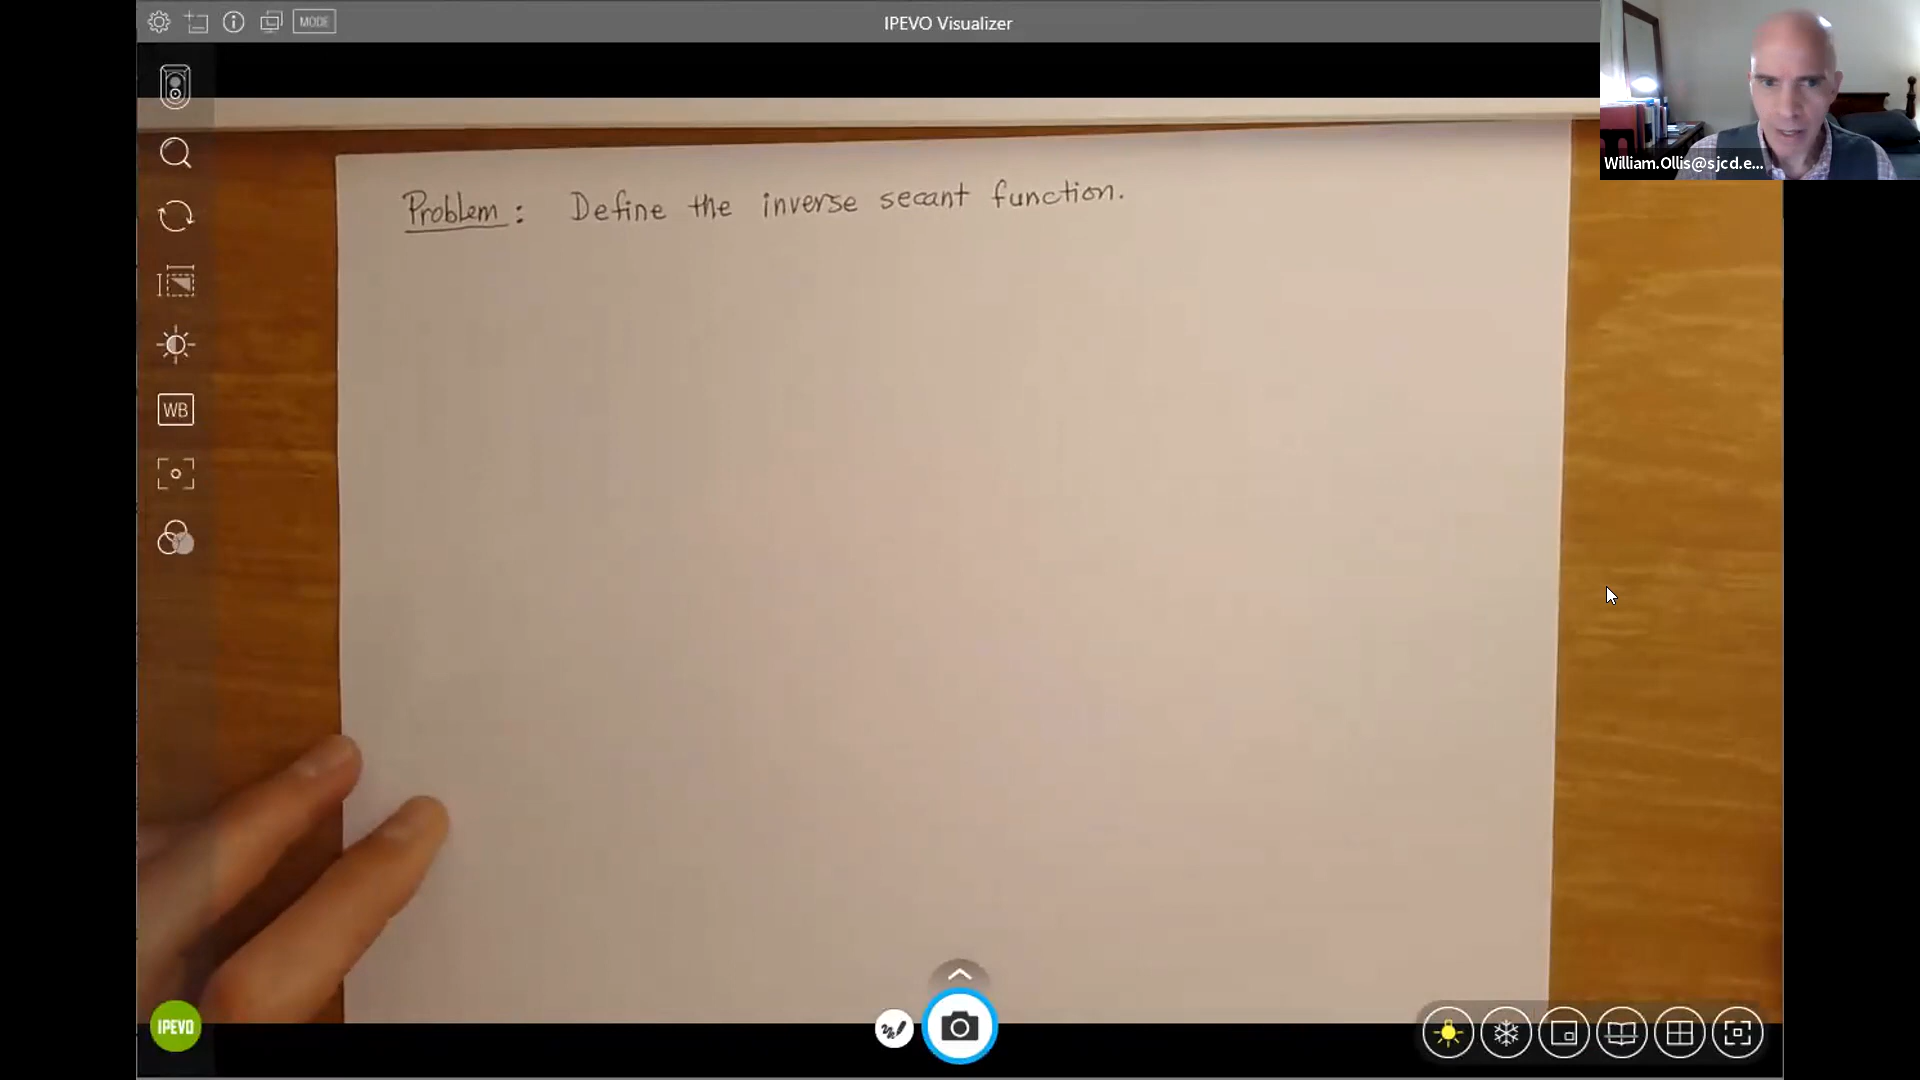 MODE
IPEVO Visualizer
William.Ollis@sjcd.e...
Problem: Define the inverse secant function.
WB
IPEVO